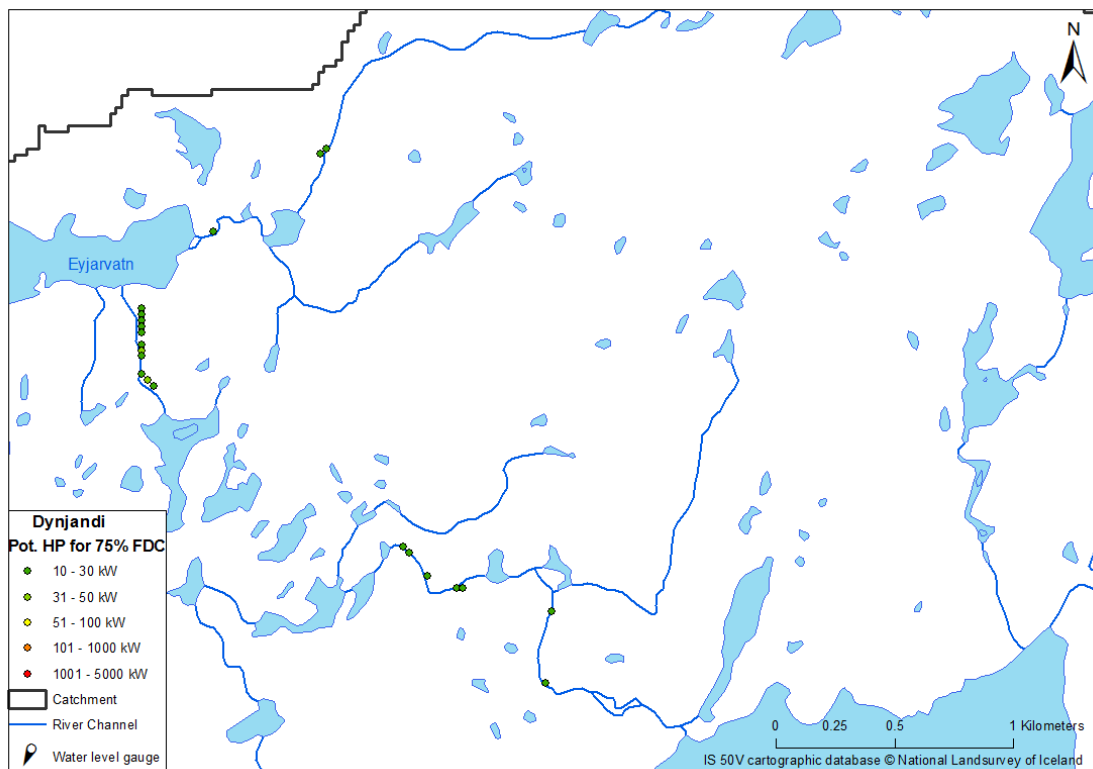 N
Eyjarvatn
Dynjandi
Pot. HP for 75% FDC
10 - 30 kW
31 - 50 kW
51 - 100 kW
101 - 1000 kW
1001 - 5000 kW
Catchment
River Channel
Water level gauge
0 0.25 0.5 1 Kilometers
IS 50V cartographic database © National Landsurvey of Iceland